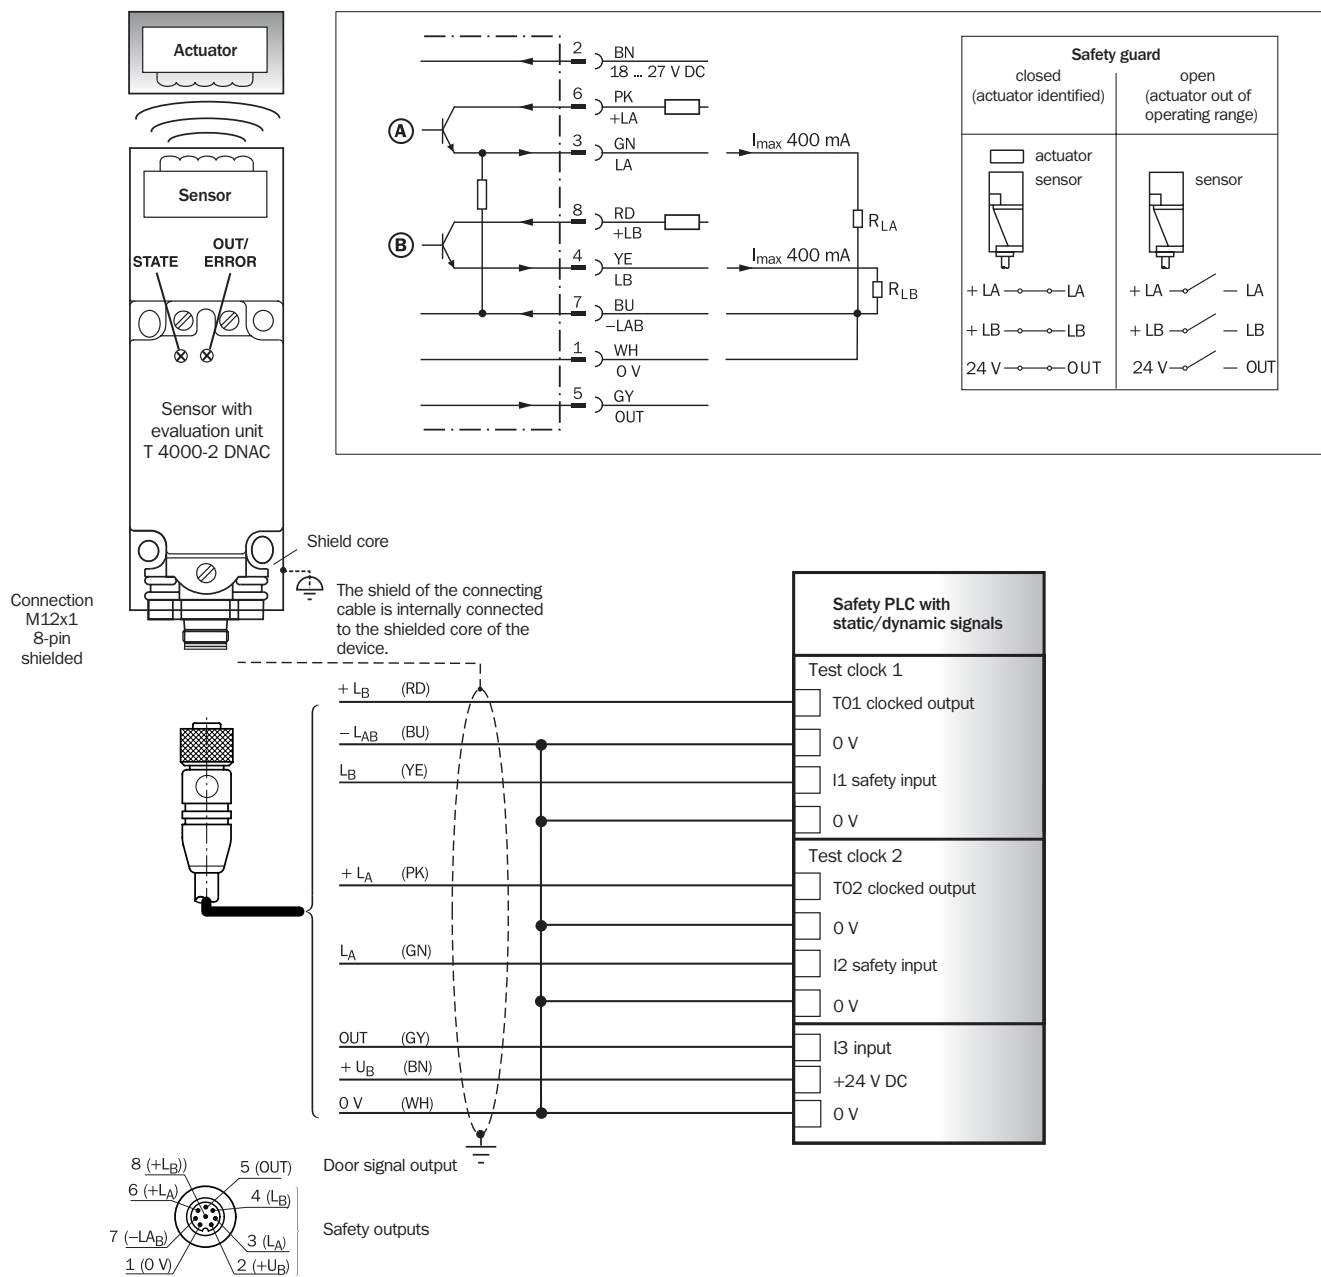 Actuator
Sensor
STATE
OUT/
ERROR
Sensor with
evaluation unit
T 4000-2 DNAC
Shield core
Connection
M12x1
8-pin
shielded
The shield of the connecting
cable is internally connected
to the shielded core of the
device.
2 BN
18 ... 27 V DC
6 PK
+LA
A
3 GN
LA
Imax 400 mA
8 RD
+LB
RLA
B
4 YE
LB
Imax 400 mA
RLB
7 BU
–LAB
1 WH
0 V
5 GY
OUT
Safety guard
closed
(actuator identified)
open
(actuator out of
operating range)
actuator
sensor
sensor
+ LA LA
+ LA LA
+ LB LB
+ LB LB
24 V OUT
24 V OUT
Safety PLC with
static/dynamic signals
Test clock 1
+ LB (RD)
T01 clocked output
– LAB (BU)
0 V
LB (YE)
I1 safety input
0 V
Test clock 2
+ LA (PK)
T02 clocked output
0 V
LA (GN)
I2 safety input
0 V
OUT (GY)
I3 input
+ UB (BN)
+24 V DC
0 V (WH)
0 V
8 (+LB))
5 (OUT)
Door signal output
6 (+LA)
4 (LB)
Safety outputs
7 (–LAB)
3 (LA)
1 (0 V)
2 (+UB)